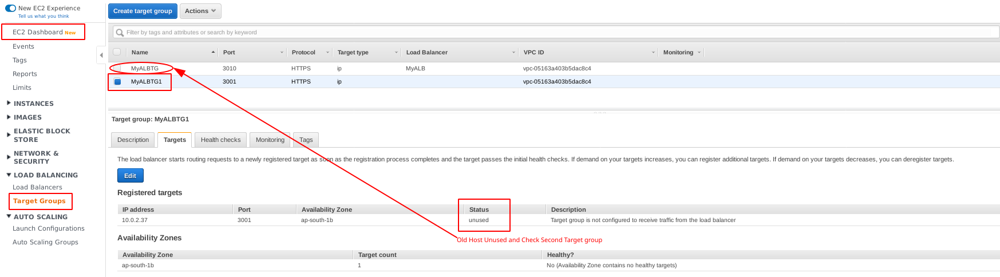 New EC2 Experience
Tell us what you think
EC2 Dashboard New
Events
Tags
Reports
Limits
INSTANCES
IMAGES
ELASTIC BLOCK
STORE
NETWORK &
SECURITY
LOAD BALANCING
Load Balancers
Target Groups
AUTO SCALING
Launch Configurations
Auto Scaling Groups
Create target group Actions
Filter by tags and attributes or search by keyword
Name Port Protocol Target type Load Balancer VPC ID Monitoring
MyALBTG 3010 HTTPS ip MyALB vpc-05163a403b5dac8c4
MyALBTG1 3001 HTTPS ip vpc-05163a403b5dac8c4
Target group: MyALBTG1
Description Targets Health checks Monitoring Tags
The load balancer starts routing requests to a newly registered target as soon as the registration process completes and the target passes the initial health checks. If demand on your targets increases, you can register additional targets. If demand on your targets decreases, you can deregister targets.
Edit
Registered targets
IP address Port Availability Zone Status Description
10.0.2.37 3001 ap-south-1b unused Target group is not configured to receive traffic from the load balancer
Availability Zones
Old Host Unused and Check Second Target group
Availability Zone Target count Healthy?
ap-south-1b 1 No (Availability Zone contains no healthy targets)